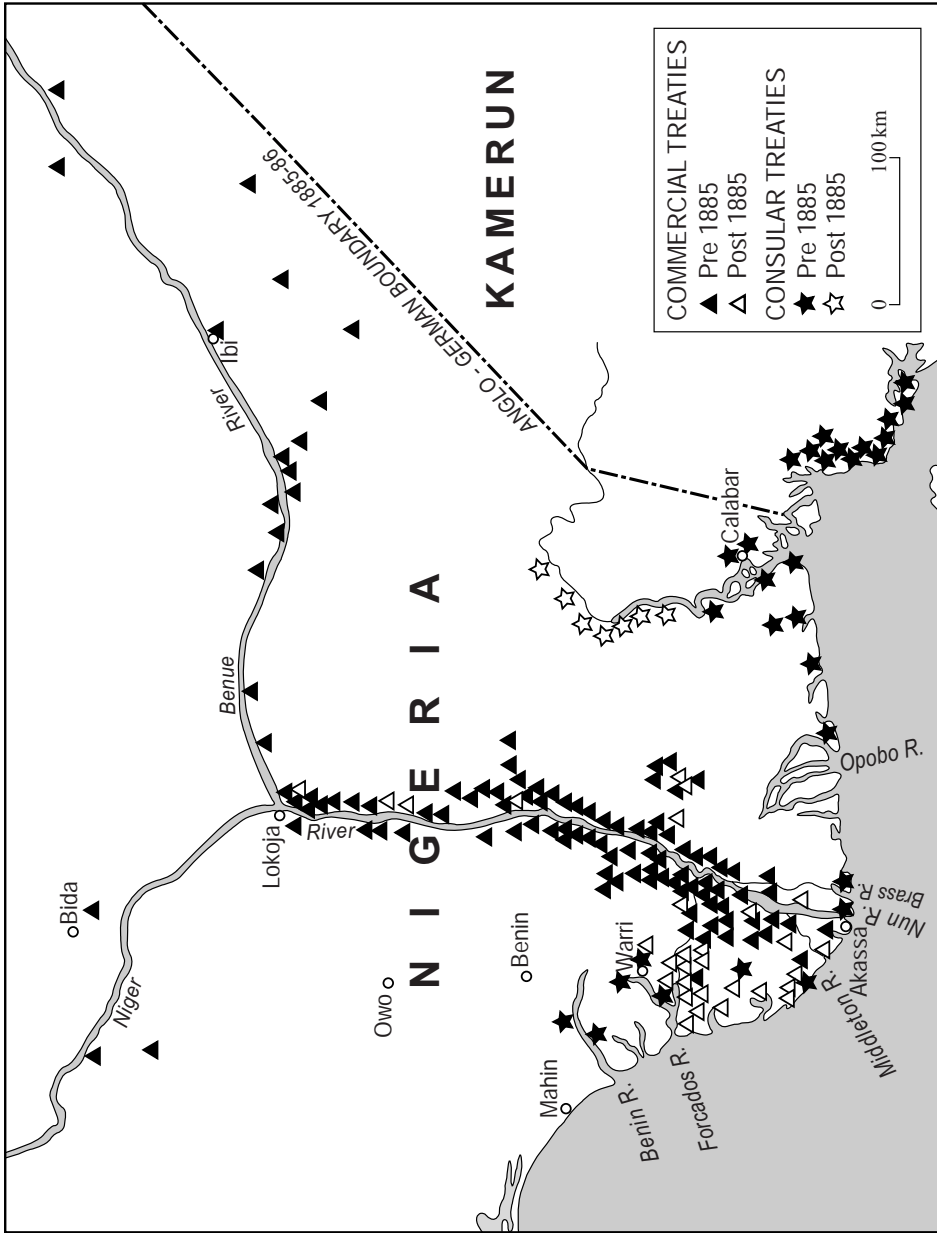 Niger
Bida
River
Benue
Ibi
Lokoja
River
Owo
Benin
Mahin
Warri
Benin R.
Forcados R.
Middleton R.
Akassa
Nun R.
Brass R.
Opobo R.
Calabar
NIGERIA
KAMERUN
ANGLO - GERMAN BOUNDARY 1885-86
COMMERCIAL TREATIES
Pre 1885
Post 1885
CONSULAR TREATIES
Pre 1885
Post 1885
0 100 km